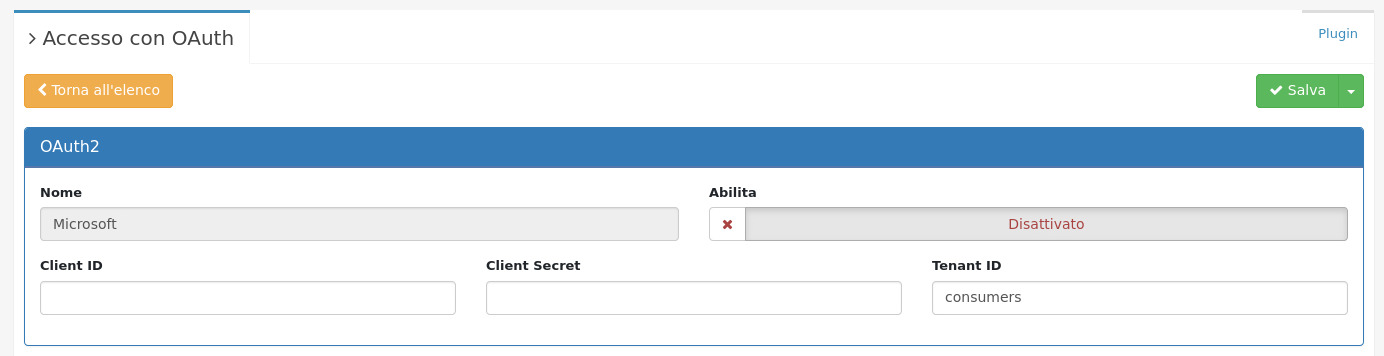 Accesso con OAuth
Plugin
Torna all'elenco
Salva
OAuth2
Nome
Abilita
Microsoft
Disattivato
Client ID
Client Secret
Tenant ID
consumers